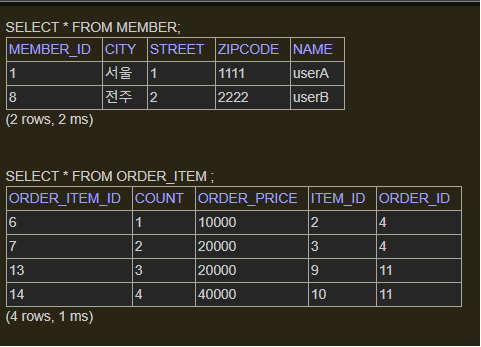 SELECT * FROM MEMBER;
MEMBER_ID CITY STREET ZIPCODE NAME
1 서울 1 1111 userA
8 전주 2 2222 userB
(2 rows, 2 ms)
SELECT * FROM ORDER_ITEM ;
ORDER_ITEM_ID COUNT ORDER_PRICE ITEM_ID ORDER_ID
6 1 10000 2 4
7 2 20000 3 4
13 3 20000 9 11
14 4 40000 10 11
(4 rows, 1 ms)